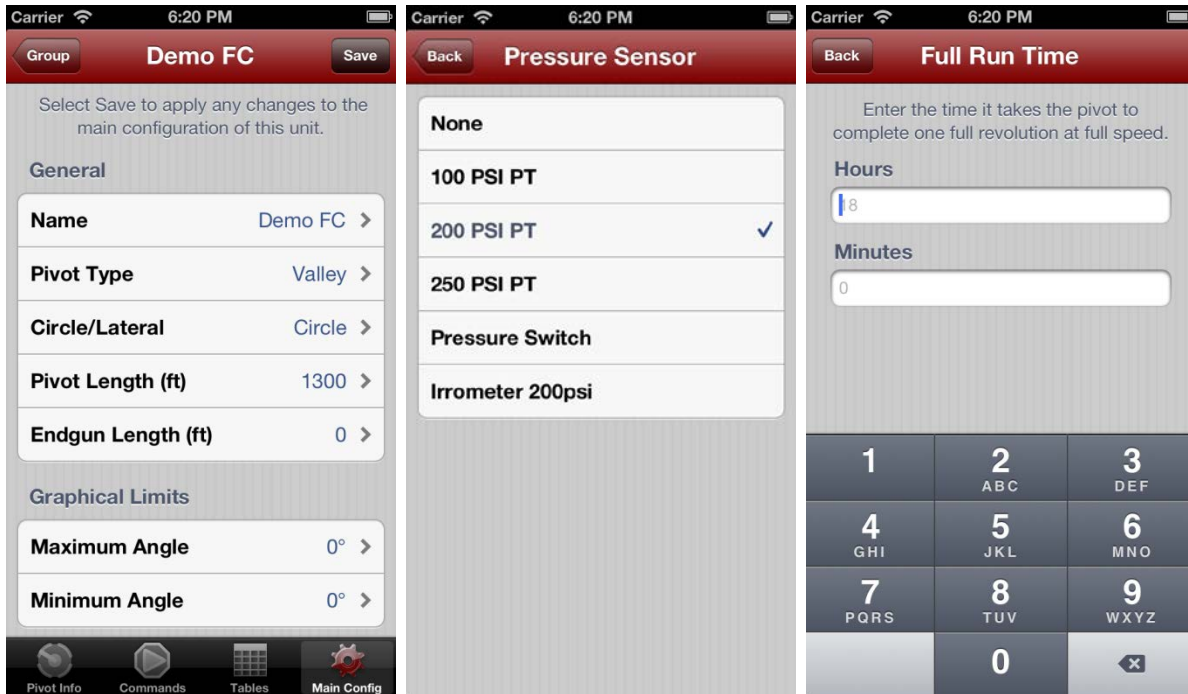 Carrier 6:20 PM
Group Demo FC Save
Select Save to apply any changes to the
main configuration of this unit.
General
Name Demo FC
Pivot Type Valley
Circle/Lateral Circle
Pivot Length (ft) 1300
Endgun Length (ft) 0
Graphical Limits
Maximum Angle 0°
Minimum Angle 0°
Pivot Info Commands Tables Main Config
Carrier 6:20 PM
Back Pressure Sensor
None
100 PSI PT
200 PSI PT
250 PSI PT
Pressure Switch
Irrometer 200psi
Carrier 6:20 PM
Back Full Run Time
Enter the time it takes the pivot to
complete one full revolution at full speed.
Hours
18
Minutes
0
1 2 3
ABC DEF
4 5 6
GHI JKL MNO
7 8 9
PQRS TUV WXYZ
0